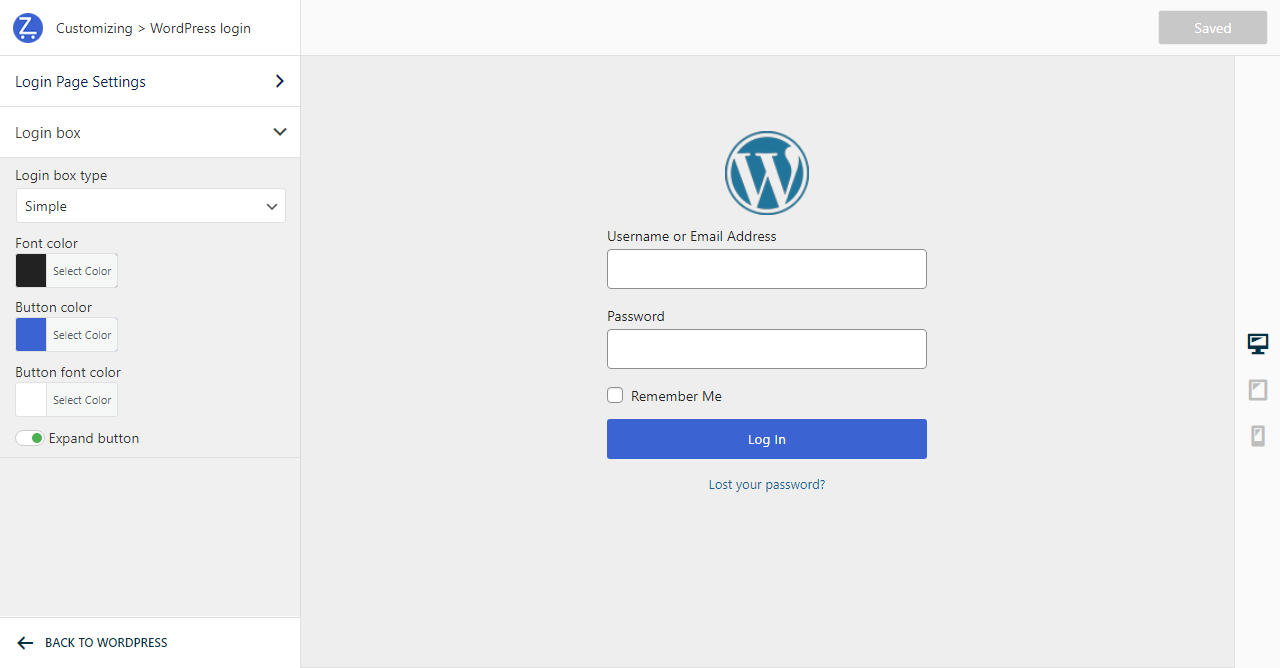 Customizing > WordPress login
Saved
Login Page Settings
Login box
Login box type
Simple
Font color
Select Color
Button color
Select Color
Button font color
Select Color
Expand button
BACK TO WORDPRESS
Username or Email Address
Password
Remember Me
Log In
Lost your password?